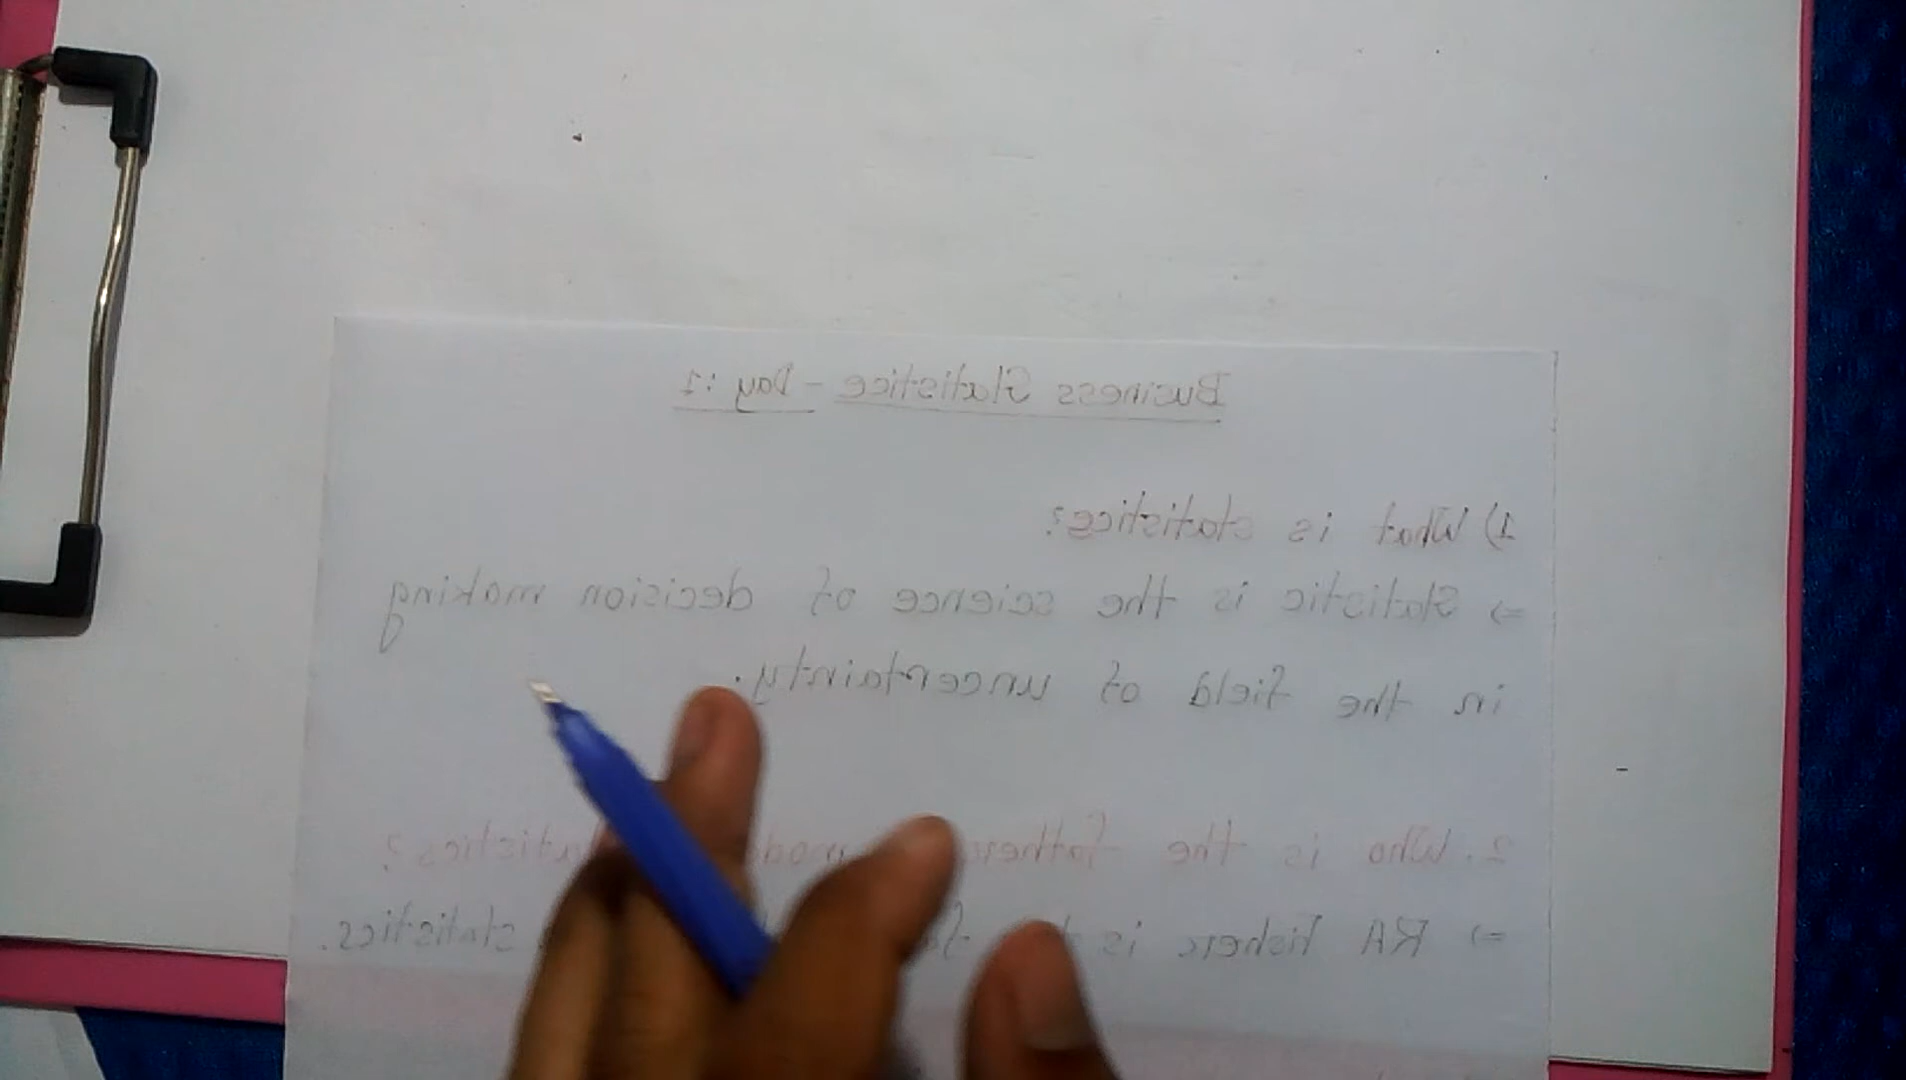 Business Statistics - Day:1
1) What is statistics?
⇒ Statistic is the science of decision making
in the field of uncertainty.
2. Who is the father statistics?
⇒ RA is statistics.